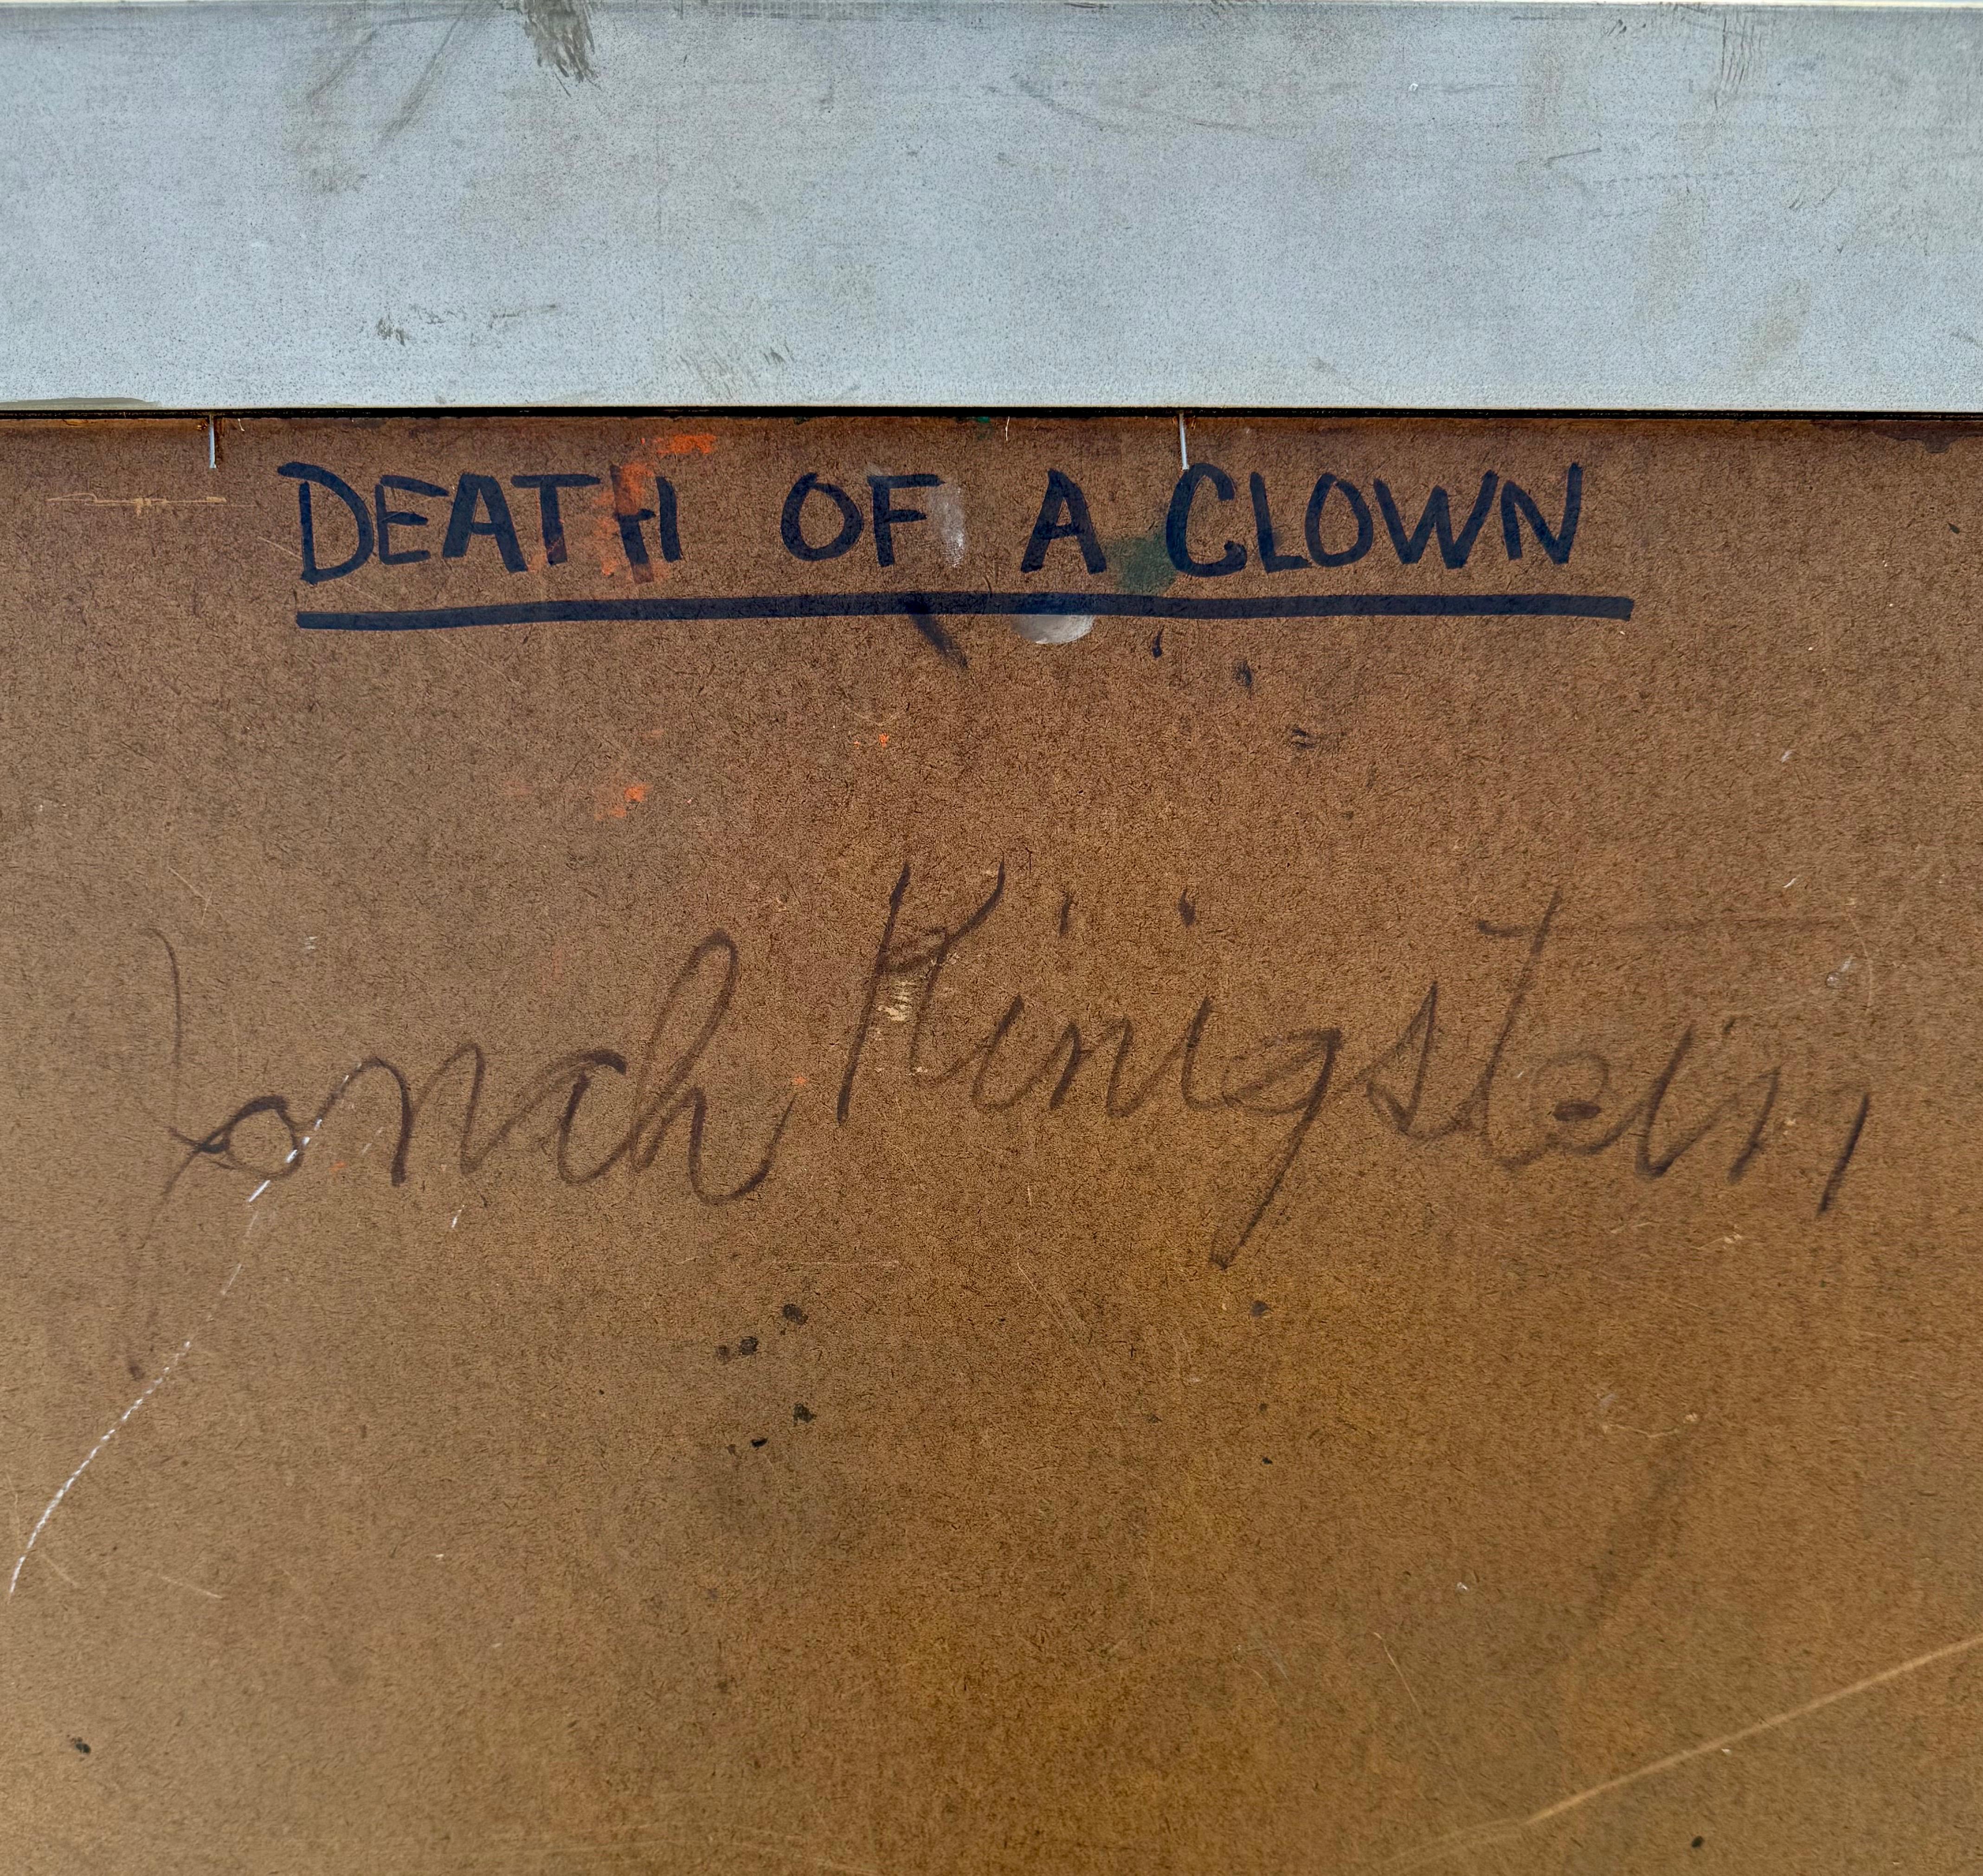 DEATH OF A CLOWN
Jonah Kinigstein